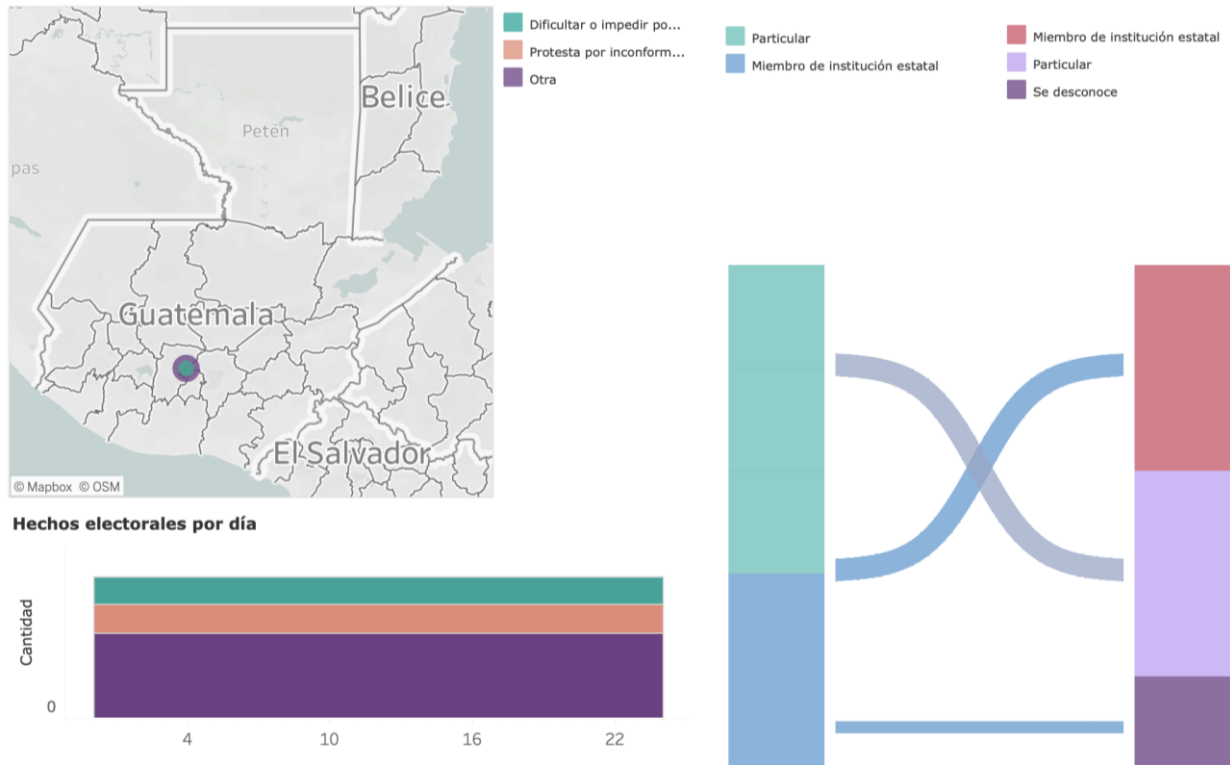 Belice
Petén
pas
Guatemala
El Salvador
© Mapbox © OSM
Dificultar o impedir po...
Protesta por inconform...
Otra
Particular
Miembro de institución estatal
Miembro de institución estatal
Particular
Se desconoce
Hechos electorales por día
Cantidad
0
4 10 16 22